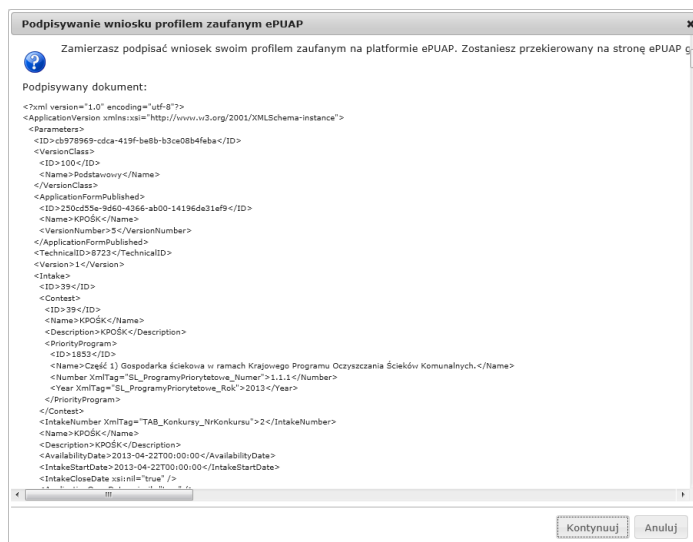 Podpisywanie wniosku profilem zaufanym ePUAP
Zamierzasz podpisać wniosek swoim profilem zaufanym na platformie ePUAP. Zostaniesz przekierowany na stronę ePUAP
Podpisywany dokument:
<?xml version="1.0" encoding="utf-8"?>
<ApplicationVersion xmlns:xsi="http://www.w3.org/2001/XMLSchema-instance">
<Parameters>
<ID>cb978969-cdca-419f-be8b-b3ce08b4feba</ID>
<VersionClass>
<ID>100</ID>
<Name>Podstawowy</Name>
</VersionClass>
<ApplicationFormPublished>
<ID>250cd55e-9d60-4366-ab00-14196de31ef9</ID>
<Name>KPOŚK</Name>
<VersionNumber>5</VersionNumber>
</ApplicationFormPublished>
<TechnicalID>8723</TechnicalID>
<Version>1</Version>
<Intake>
<ID>39</ID>
<Contest>
<ID>39</ID>
<Name>KPOŚK</Name>
<Description>KPOŚK</Description>
<PriorityProgram>
<ID>1853</ID>
<Name>Część 1) Gospodarka ściekowa w ramach Krajowego Programu Oczyszczania Ścieków Komunalnych.</Name>
<Number XmlTag="SL_ProgramyPriorytetowe_Numer">1.1.1</Number>
<Year XmlTag="SL_ProgramyPriorytetowe_Rok">2013</Year>
</PriorityProgram>
</Contest>
<IntakeNumber XmlTag="TAB_Konkursy_NrKonkursu">2</IntakeNumber>
<Name>KPOŚK</Name>
<Description>KPOŚK</Description>
<AvailabilityDate>2013-04-22T00:00:00</AvailabilityDate>
<IntakeStartDate>2013-04-22T00:00:00</IntakeStartDate>
<IntakeCloseDate xsi:nil="true" />
Kontynuuj
Anuluj